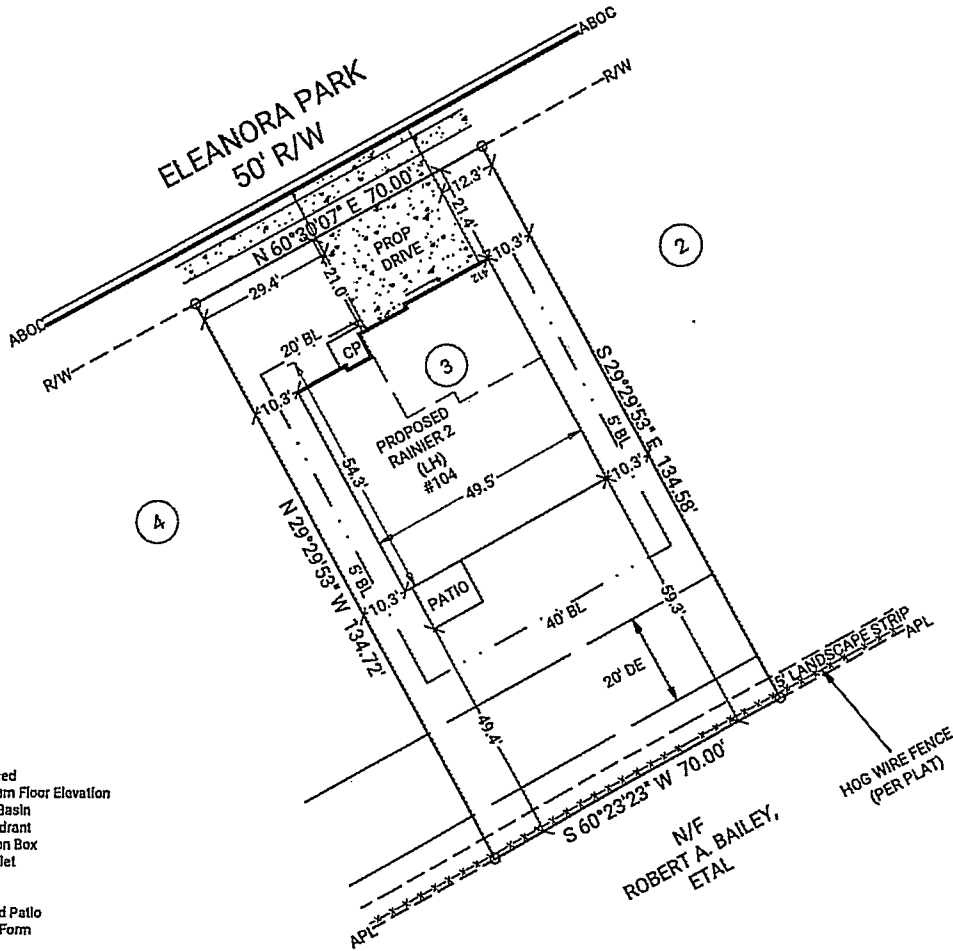 ABOC
R/W
ELEANORA PARK
50' R/W
12.3'
N 60°30'07" E 70.00'
21.4'
PROP
DRIVE
10.3'
2
29.4'
21.0'
412
ABOC
R/W
20' BL
CP
3
S 29°29'53" E 134.58'
10.3'
PROPOSED
RAINIER 2
(LH)
#104
5' BL
54.3'
49.5'
10.3'
4
N 29°29'53" W 134.72'
5' BL
10.3'
PATIO
59.3'
40' BL
20' DE
5' LANDSCAPE STRIP
APL
49.4'
HOG WIRE FENCE
(PER PLAT)
S 60°23'23" W 70.00'
N/F
ROBERT A. BAILEY,
ETAL
APL
ed
um Floor Elevation
Basin
drant
on Box
let
d Patio
Form